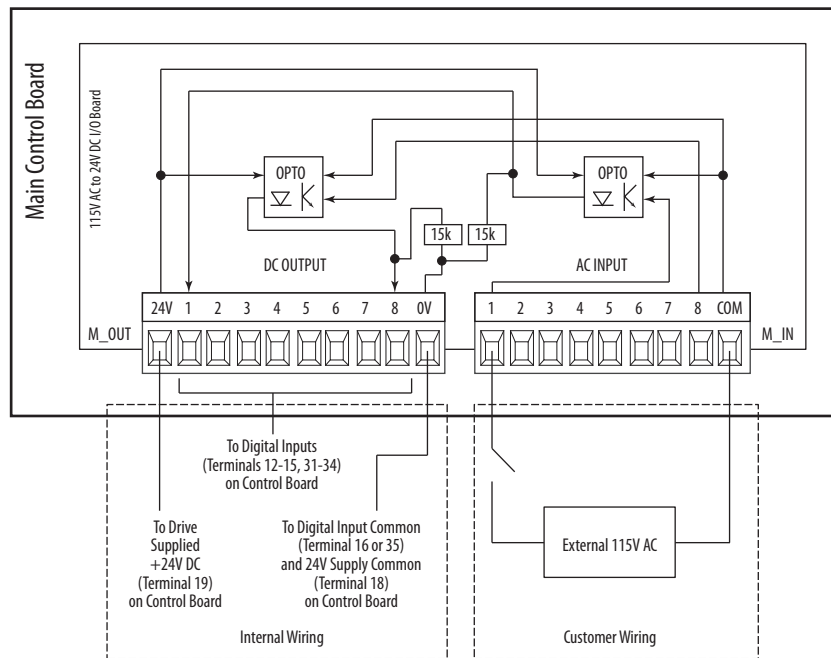 Main Control Board
115V AC to 24V DC I/O Board
OPTO
OPTO
15k
15k
DC OUTPUT
AC INPUT
24V 1 2 3 4 5 6 7 8 0V
1 2 3 4 5 6 7 8 COM
M_OUT
M_IN
To Digital Inputs
(Terminals 12-15, 31-34)
on Control Board
To Drive
Supplied
+24V DC
(Terminal 19)
on Control Board
To Digital Input Common
(Terminal 16 or 35)
and 24V Supply Common
(Terminal 18)
on Control Board
External 115V AC
Internal Wiring
Customer Wiring